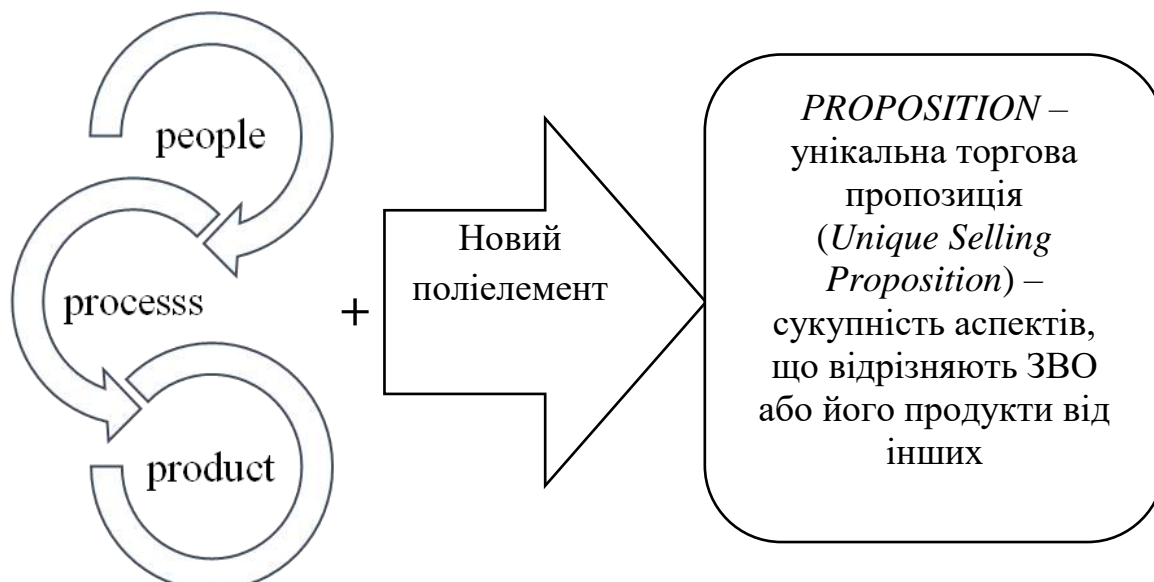 people
processs
product
+
Новий
поліелемент
PROPOSITION –
унікальна торгова
пропозиція
(Unique Selling
Proposition) –
сукупність аспектів,
що відрізняють ЗВО
або його продукти від
інших